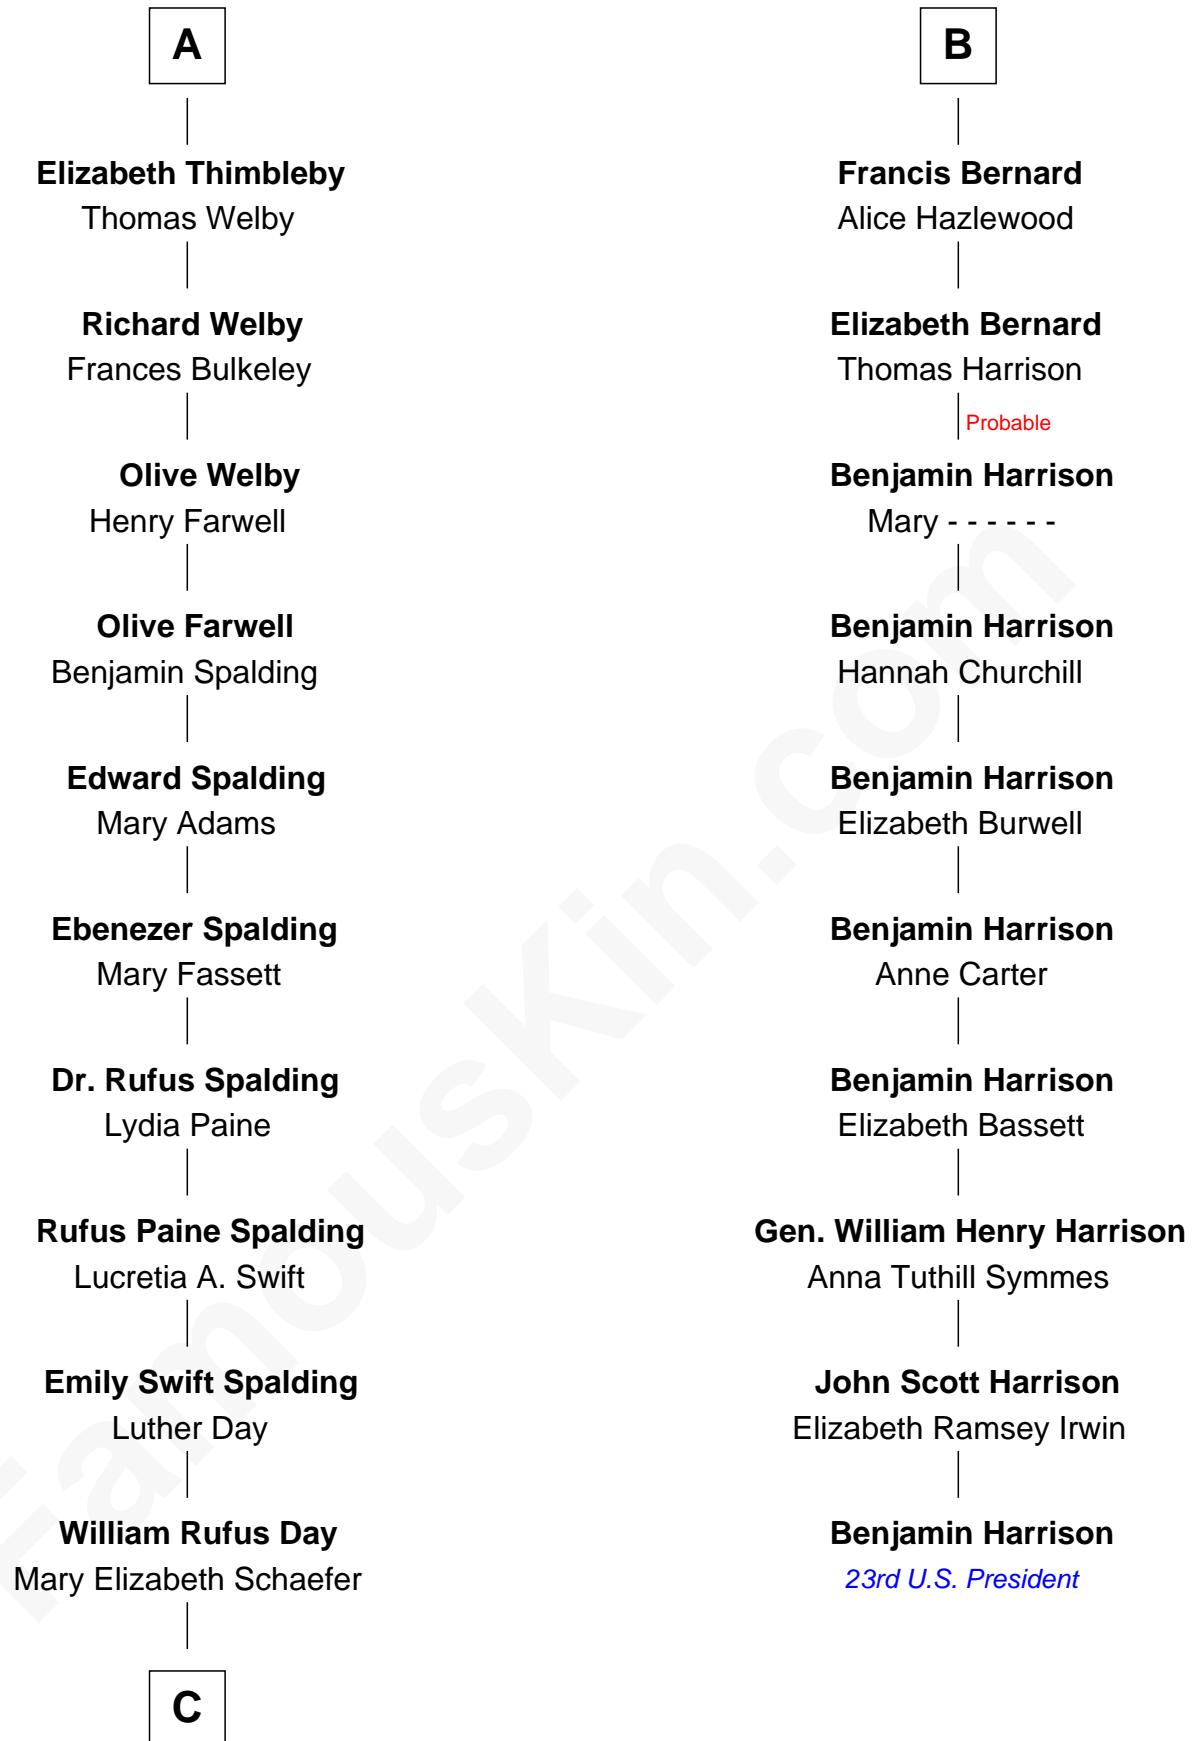 A
Elizabeth Thimbleby
Thomas Welby
Richard Welby
Frances Bulkeley
Olive Welby
Henry Farwell
Olive Farwell
Benjamin Spalding
Edward Spalding
Mary Adams
Ebenezer Spalding
Mary Fassett
Dr. Rufus Spalding
Lydia Paine
Rufus Paine Spalding
Lucretia A. Swift
Emily Swift Spalding
Luther Day
William Rufus Day
Mary Elizabeth Schaefer
C
B
Francis Bernard
Alice Hazlewood
Elizabeth Bernard
Thomas Harrison
Probable
Benjamin Harrison
Mary - - - - - -
Benjamin Harrison
Hannah Churchill
Benjamin Harrison
Elizabeth Burwell
Benjamin Harrison
Anne Carter
Benjamin Harrison
Elizabeth Bassett
Gen. William Henry Harrison
Anna Tuthill Symmes
John Scott Harrison
Elizabeth Ramsey Irwin
Benjamin Harrison
23rd U.S. President
FamousKin.com